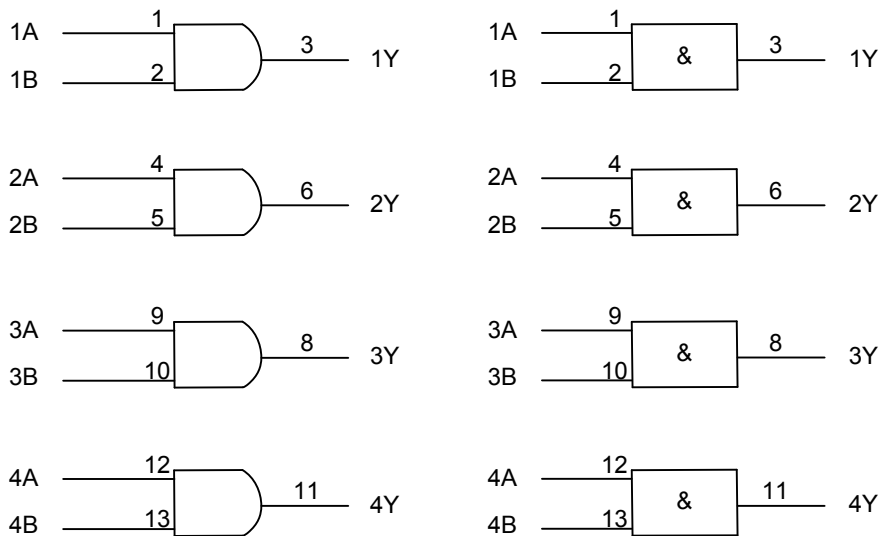 1A 1 3 1Y
1B 2
2A 4 6 2Y
2B 5
3A 9 8 3Y
3B 10
4A 12 11 4Y
4B 13
1A 1 & 3 1Y
1B 2
2A 4 & 6 2Y
2B 5
3A 9 & 8 3Y
3B 10
4A 12 & 11 4Y
4B 13